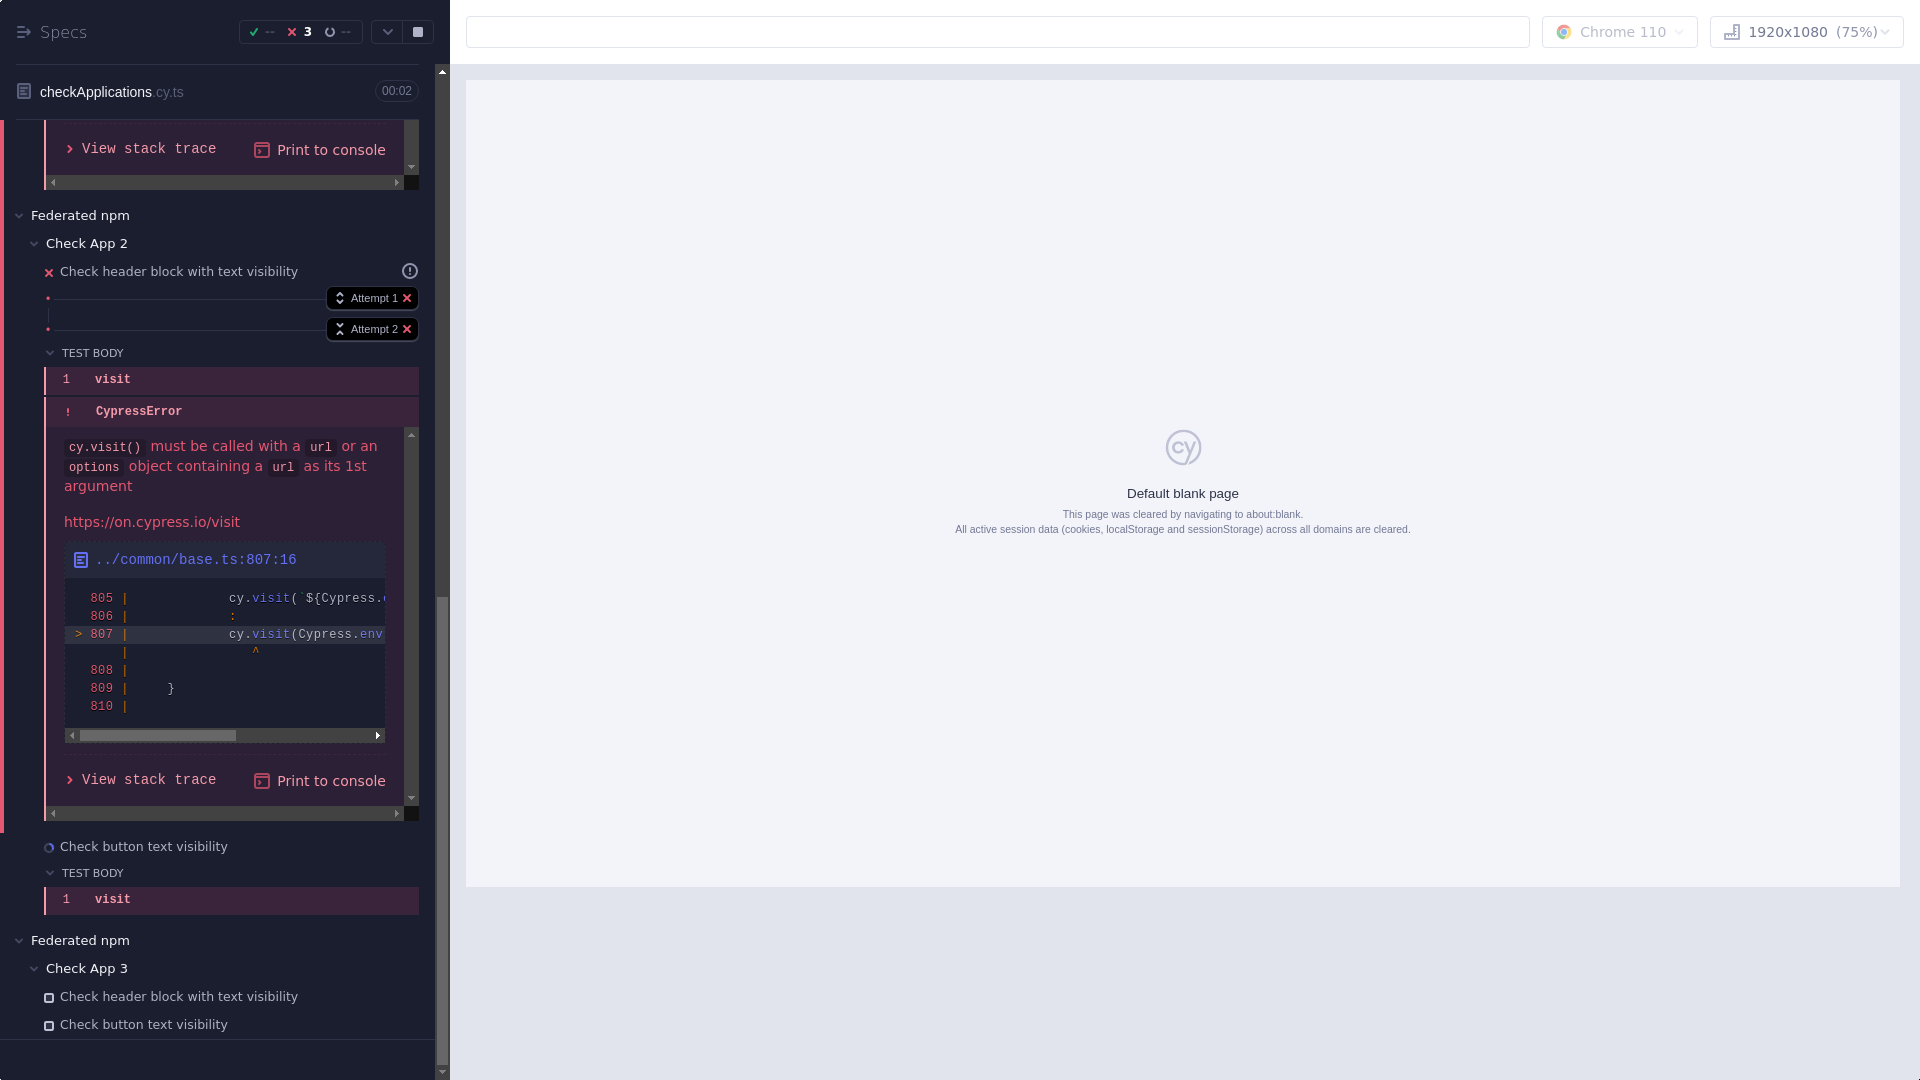 Specs
-- 3 --
checkApplications.cy.ts 00:02
View stack trace Print to console
Federated npm
Check App 2
Check header block with text visibility
Attempt 1
Attempt 2
TEST BODY
1 visit
! CypressError
cy.visit() must be called with a url or an
options object containing a url as its 1st
argument
https://on.cypress.io/visit
../common/base.ts:807:16
805 | cy.visit(`${Cypress.
806 | :
> 807 | cy.visit(Cypress.env
| ^
808 |
809 | }
810 |
View stack trace Print to console
Check button text visibility
TEST BODY
1 visit
Federated npm
Check App 3
Check header block with text visibility
Check button text visibility
Chrome 110
1920x1080 (75%)
cy
Default blank page
This page was cleared by navigating to about:blank.
All active session data (cookies, localStorage and sessionStorage) across all domains are cleared.